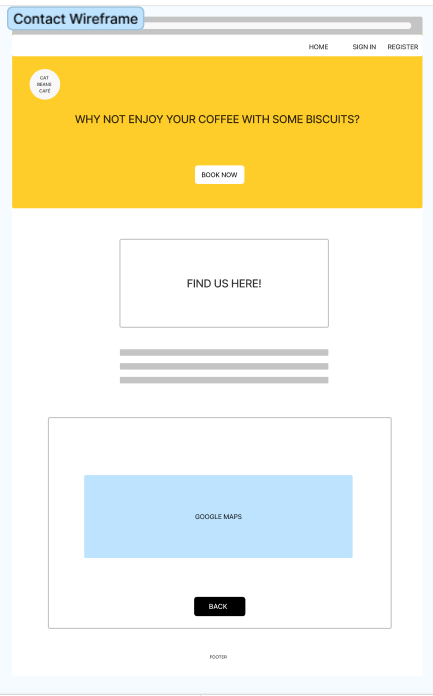 Contact Wireframe
HOME SIGN IN REGISTER
CAT
BEANS
CAFÉ
WHY NOT ENJOY YOUR COFFEE WITH SOME BISCUITS?
BOOK NOW
FIND US HERE!
GOOGLE MAPS
BACK
FOOTER